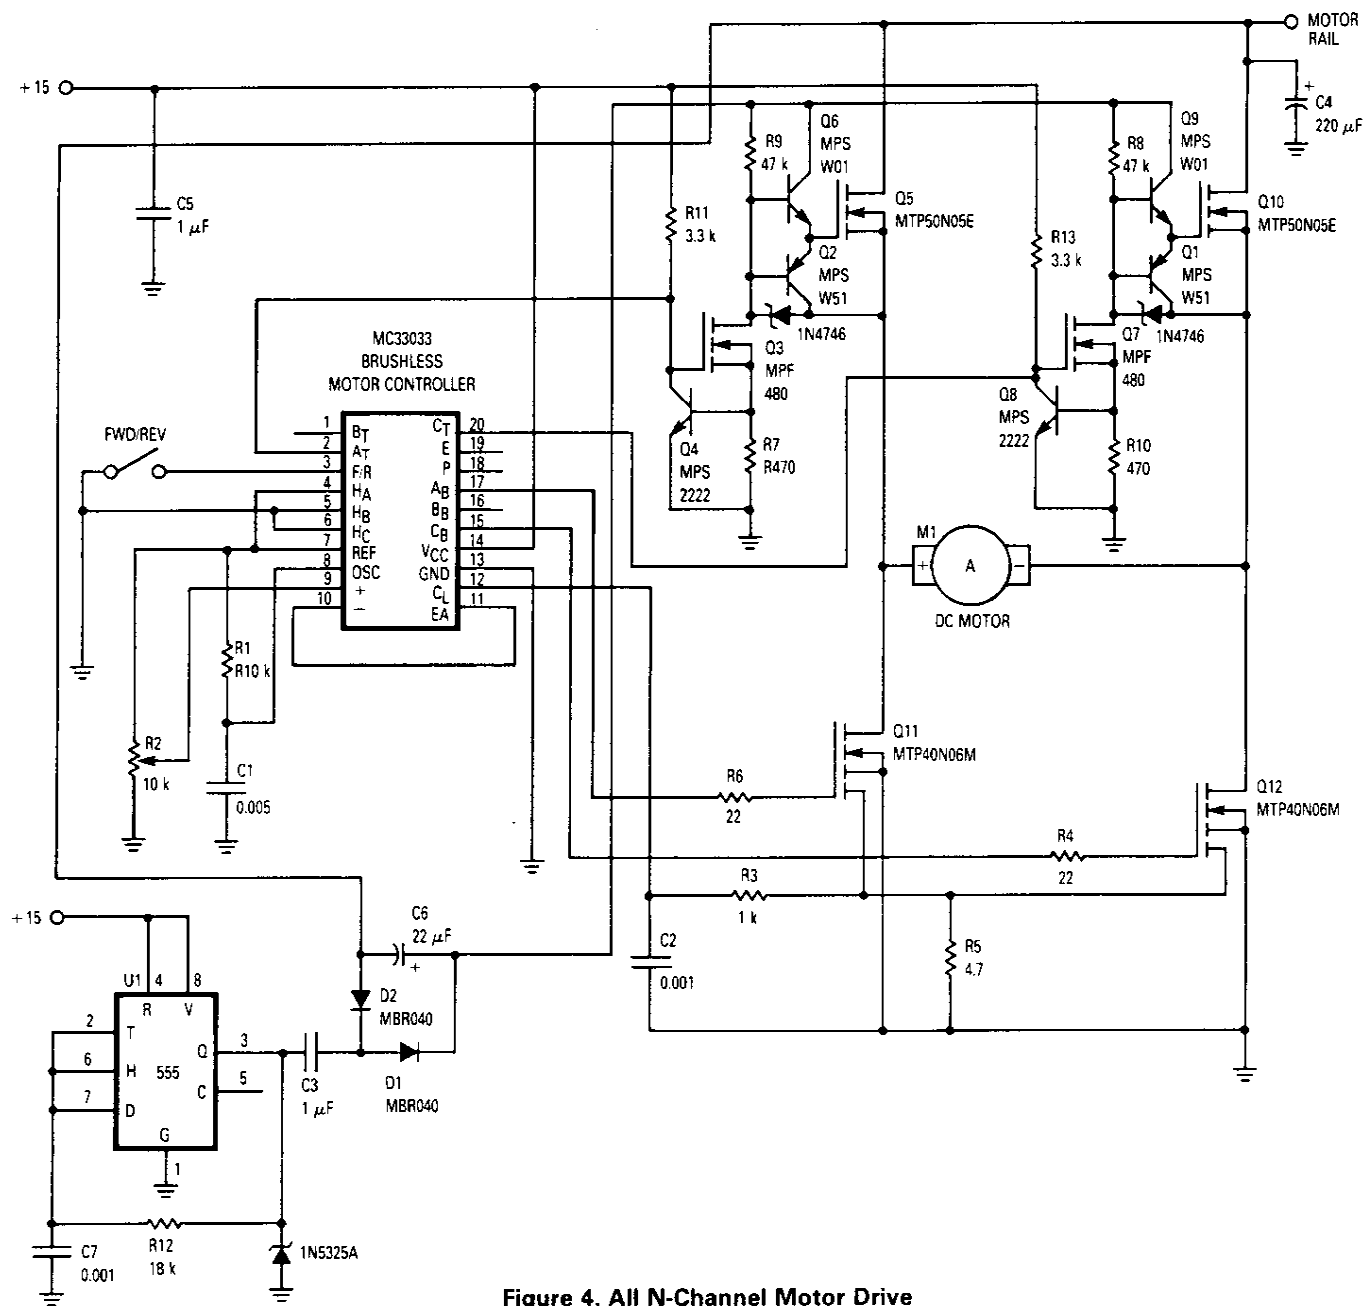 MOTOR
RAIL
+15
+
C4
220 µF
C5
1 µF
R9
47 k
Q6
MPS
W01
Q5
MTP50N05E
R11
3.3 k
Q2
MPS
W51
1N4746
Q3
MPF
480
Q4
MPS
2222
R7
R470
R8
47 k
Q9
MPS
W01
Q10
MTP50N05E
R13
3.3 k
Q1
MPS
W51
1N4746
Q7
MPF
480
Q8
MPS
2222
R10
470
MC33033
BRUSHLESS
MOTOR CONTROLLER
FWD/REV
1 BT CT 20
2 AT E 19
3 F/R P 18
4 HA AB 17
5 HB BB 16
6 HC CB 15
7 REF VCC 14
8 OSC GND 13
9 + CL 12
10 − EA 11
M1
+ A −
DC MOTOR
R1
R10 k
R2
10 k
C1
0.005
Q11
MTP40N06M
R6
22
Q12
MTP40N06M
R4
22
R3
1 k
C2
0.001
R5
4.7
+15
C6
22 µF
+
D2
MBR040
D1
MBR040
C3
1 µF
U1 4 8
R V
2 T
6 H 555
7 D
Q 3
C 5
G
1
R12
18 k
C7
0.001
1N5325A
Figure 4. All N-Channel Motor Drive